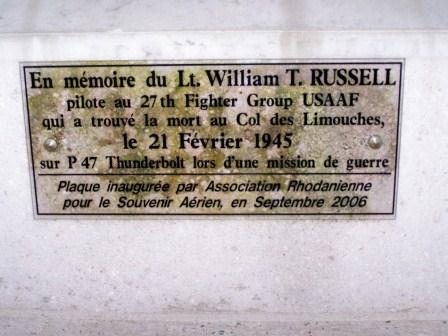 En mémoire du Lt. William T. RUSSELL
pilote au 27th Fighter Group USAAF
qui a trouvé la mort au Col des Limouches,
le 21 Février 1945
sur P 47 Thunderbolt lors d'une mission de guerre
Plaque inaugurée par Association Rhodanienne
pour le Souvenir Aérien, en Septembre 2006